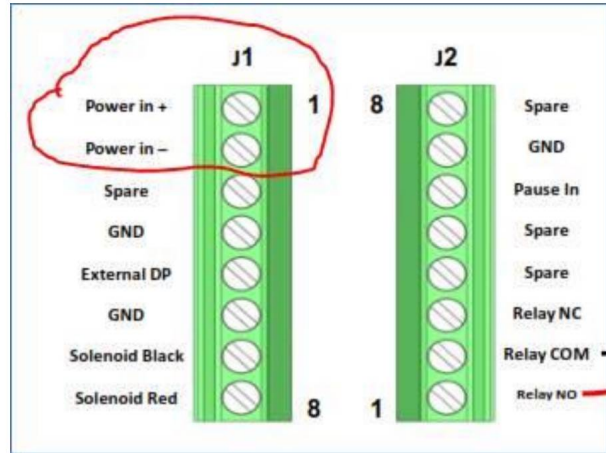 J1
J2
Power in +
1
8
Spare
Power in –
GND
Spare
Pause In
GND
Spare
External DP
Spare
GND
Relay NC
Solenoid Black
Relay COM
Solenoid Red
8
1
Relay NO